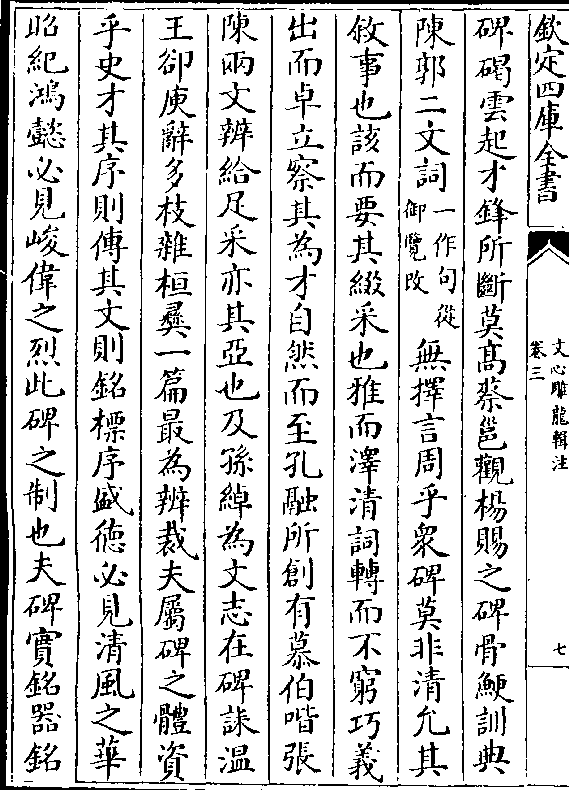 欽定四庫全書
文心雕龍輯注
卷三
七
碑碣雲起才鋒所斷莫高蔡邕觀楊賜之碑骨鯁訓典
陳郭二文詞一作句從御覽改無擇言周乎衆碑莫非清允其
敘事也該而要其綴采也雅而澤清詞轉而不窮巧義
出而卓立察其為才自然而至孔融所創有慕伯喈張
陳兩文辨給足采亦其亞也及孫綽為文志在碑誄温
王郤庾辭多枝雜桓彞一篇最為辨裁夫屬碑之體資
乎史才其序則傳其文則銘標序盛德必見清風之華
昭紀鴻懿必見峻偉之烈此碑之制也夫碑實銘器銘